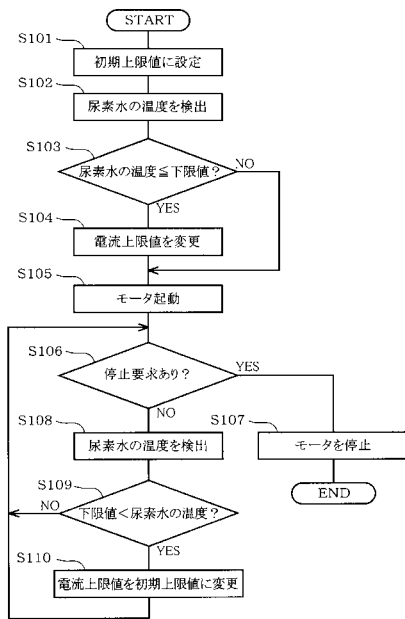 START
S101
初期上限値に設定
S102
尿素水の温度を検出
S103
尿素水の温度≦下限値?
NO
YES
S104
電流上限値を変更
S105
モータ起動
S106
停止要求あり?
YES
NO
S107
モータを停止
END
S108
尿素水の温度を検出
S109
下限値<尿素水の温度?
NO
YES
S110
電流上限値を初期上限値に変更